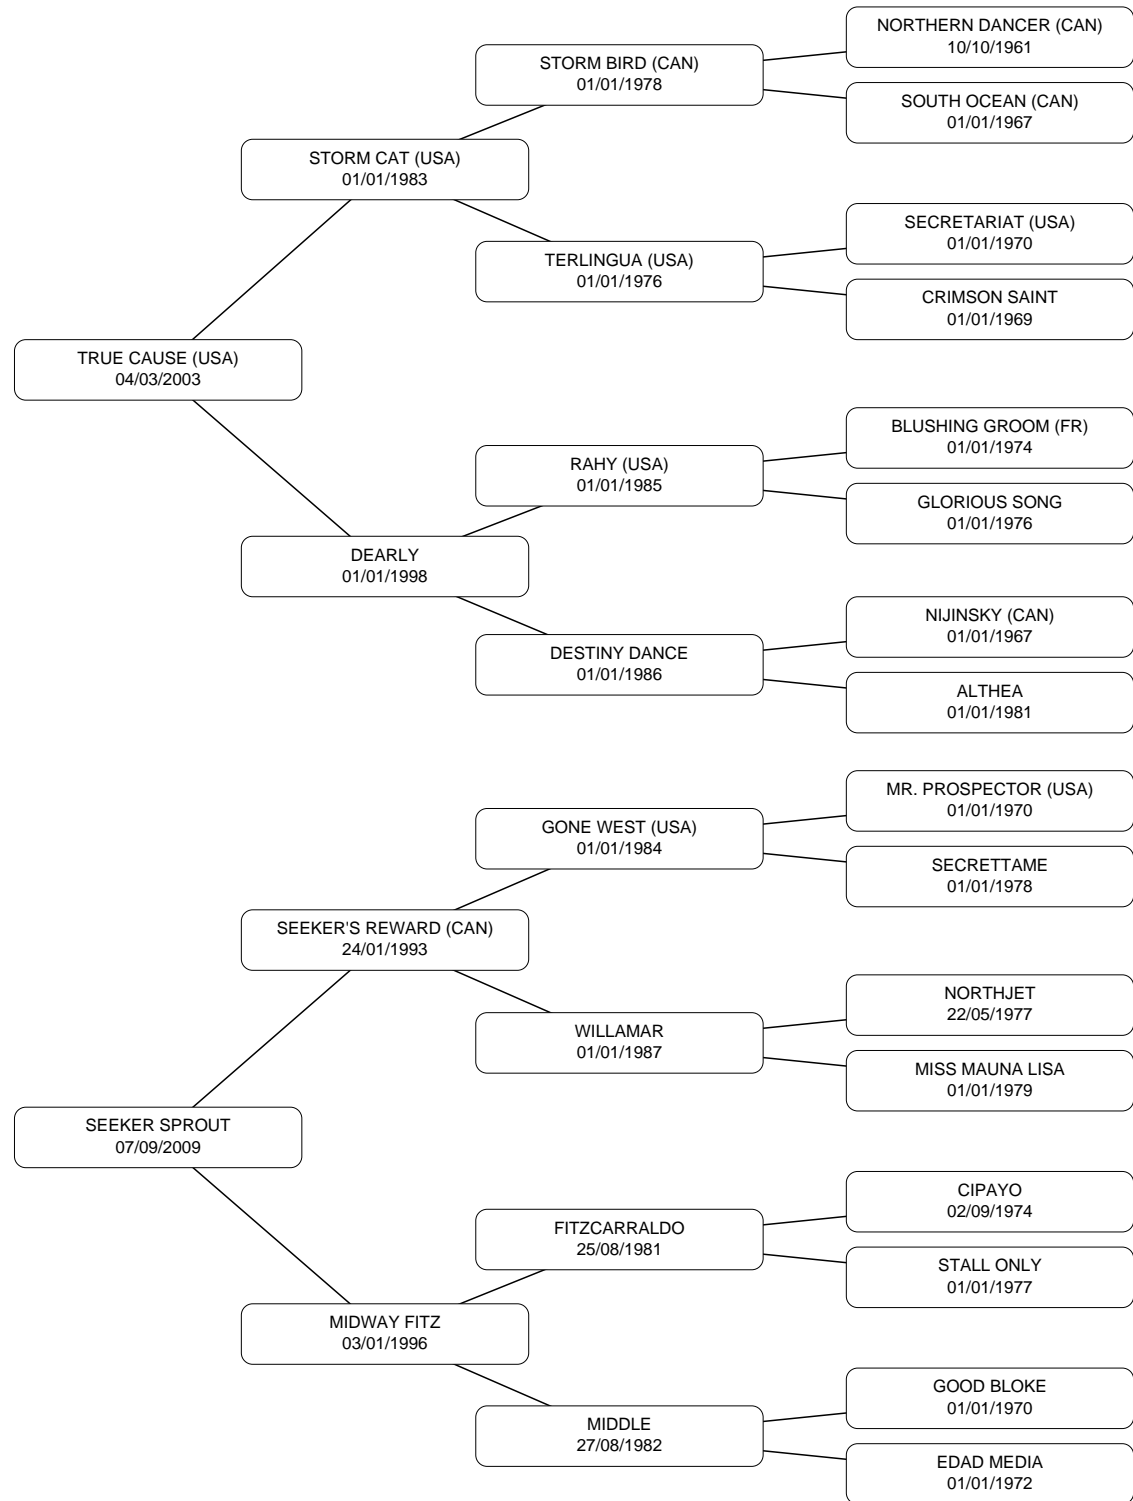 NORTHERN DANCER (CAN)
10/10/1961
STORM BIRD (CAN)
01/01/1978
SOUTH OCEAN (CAN)
01/01/1967
STORM CAT (USA)
01/01/1983
SECRETARIAT (USA)
01/01/1970
TERLINGUA (USA)
01/01/1976
CRIMSON SAINT
01/01/1969
TRUE CAUSE (USA)
04/03/2003
BLUSHING GROOM (FR)
01/01/1974
RAHY (USA)
01/01/1985
GLORIOUS SONG
01/01/1976
DEARLY
01/01/1998
NIJINSKY (CAN)
01/01/1967
DESTINY DANCE
01/01/1986
ALTHEA
01/01/1981
MR. PROSPECTOR (USA)
01/01/1970
GONE WEST (USA)
01/01/1984
SECRETTAME
01/01/1978
SEEKER'S REWARD (CAN)
24/01/1993
NORTHJET
22/05/1977
WILLAMAR
01/01/1987
MISS MAUNA LISA
01/01/1979
SEEKER SPROUT
07/09/2009
CIPAYO
02/09/1974
FITZCARRALDO
25/08/1981
STALL ONLY
01/01/1977
MIDWAY FITZ
03/01/1996
GOOD BLOKE
01/01/1970
MIDDLE
27/08/1982
EDAD MEDIA
01/01/1972